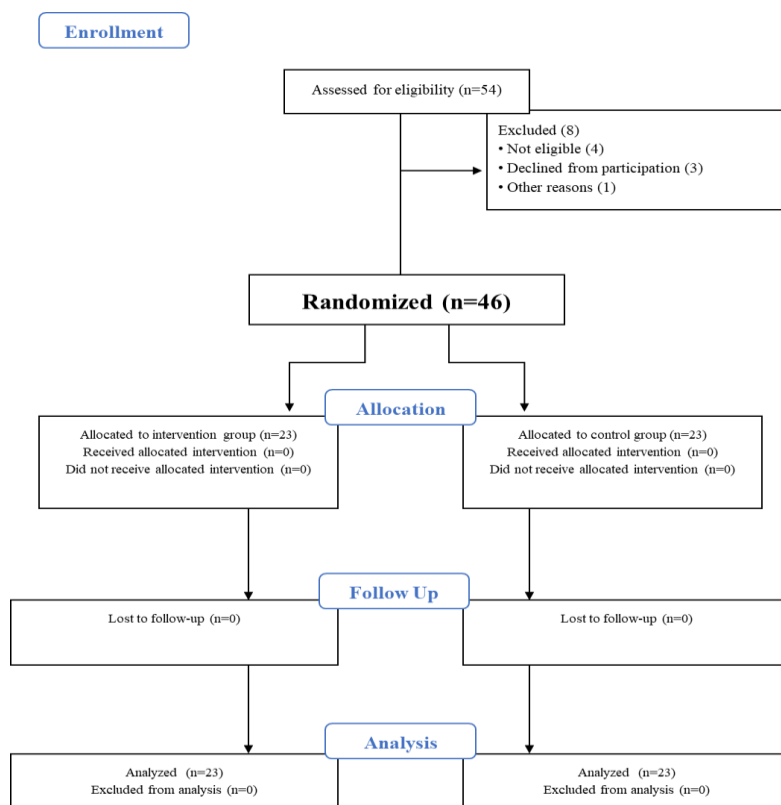 Enrollment
Assessed for eligibility (n=54)
Excluded (8)
• Not eligible (4)
• Declined from participation (3)
• Other reasons (1)
Randomized (n=46)
Allocation
Allocated to intervention group (n=23)
Received allocated intervention (n=0)
Did not receive allocated intervention (n=0)
Allocated to control group (n=23)
Received allocated intervention (n=0)
Did not receive allocated intervention (n=0)
Follow Up
Lost to follow-up (n=0)
Lost to follow-up (n=0)
Analysis
Analyzed (n=23)
Excluded from analysis (n=0)
Analyzed (n=23)
Excluded from analysis (n=0)